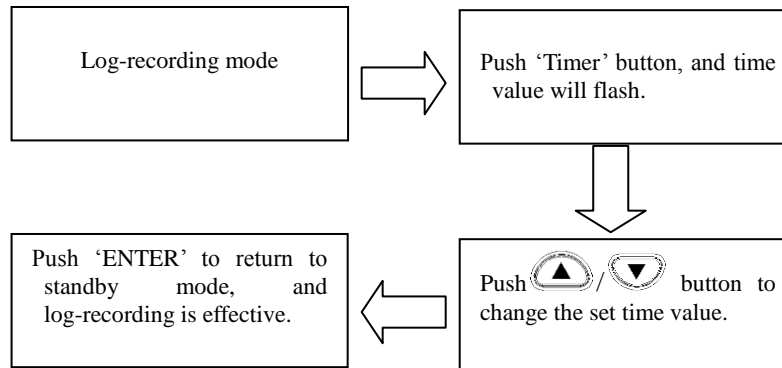 Log-recording mode
Push ‘Timer’ button, and time
value will flash.
Push ▲/▼ button to
change the set time value.
Push ‘ENTER’ to return to
standby mode, and
log-recording is effective.